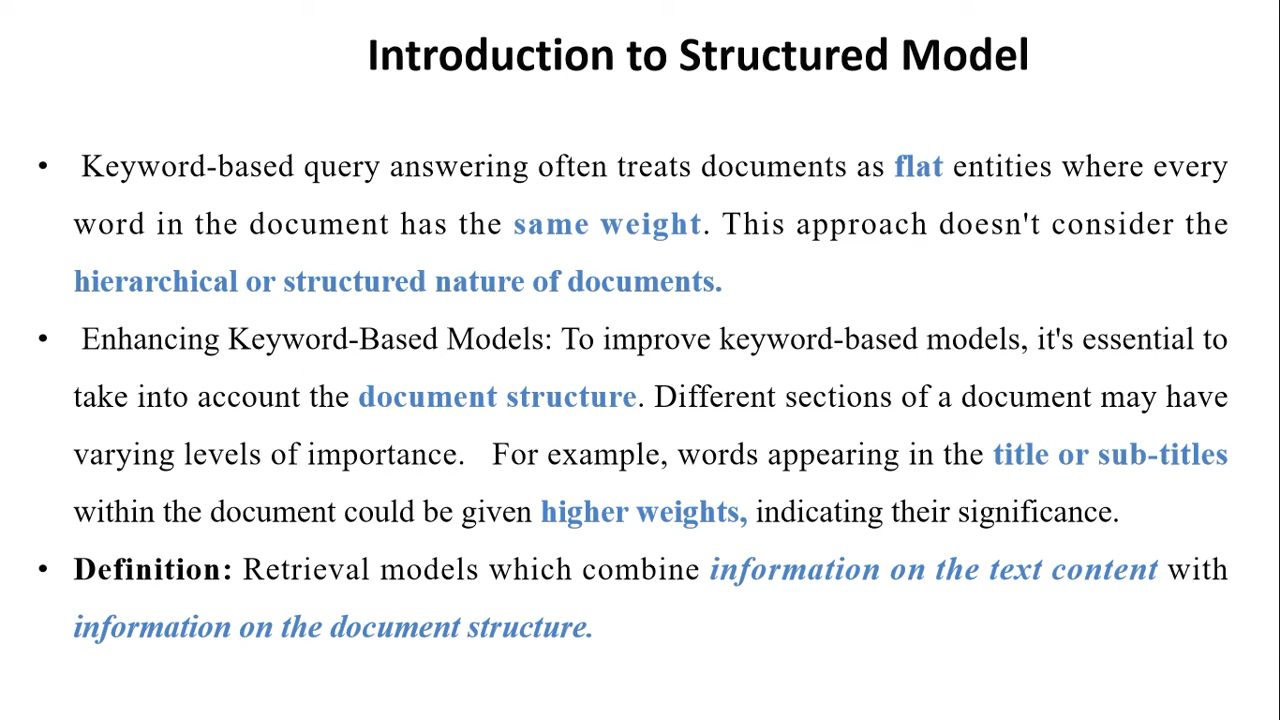 Introduction to Structured Model
• Keyword-based query answering often treats documents as flat entities where every
word in the document has the same weight. This approach doesn't consider the
hierarchical or structured nature of documents.
• Enhancing Keyword-Based Models: To improve keyword-based models, it's essential to
take into account the document structure. Different sections of a document may have
varying levels of importance. For example, words appearing in the title or sub-titles
within the document could be given higher weights, indicating their significance.
• Definition: Retrieval models which combine information on the text content with
information on the document structure.